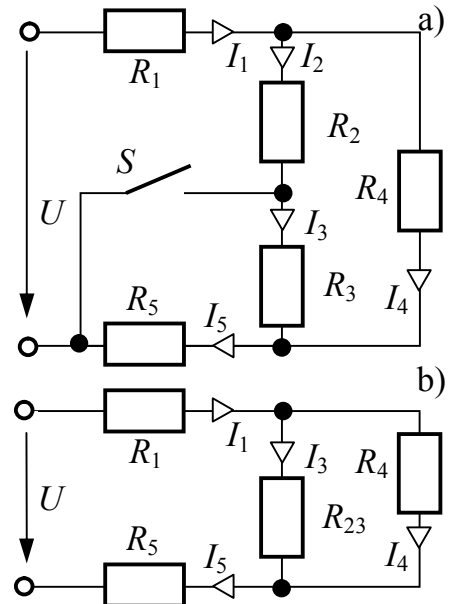 a)
R1 I1 I2
R2
S
R4
U
I3
R3
R5 I5 I4
b)
R1 I1 I3 R4
U
R23
R5 I5 I4